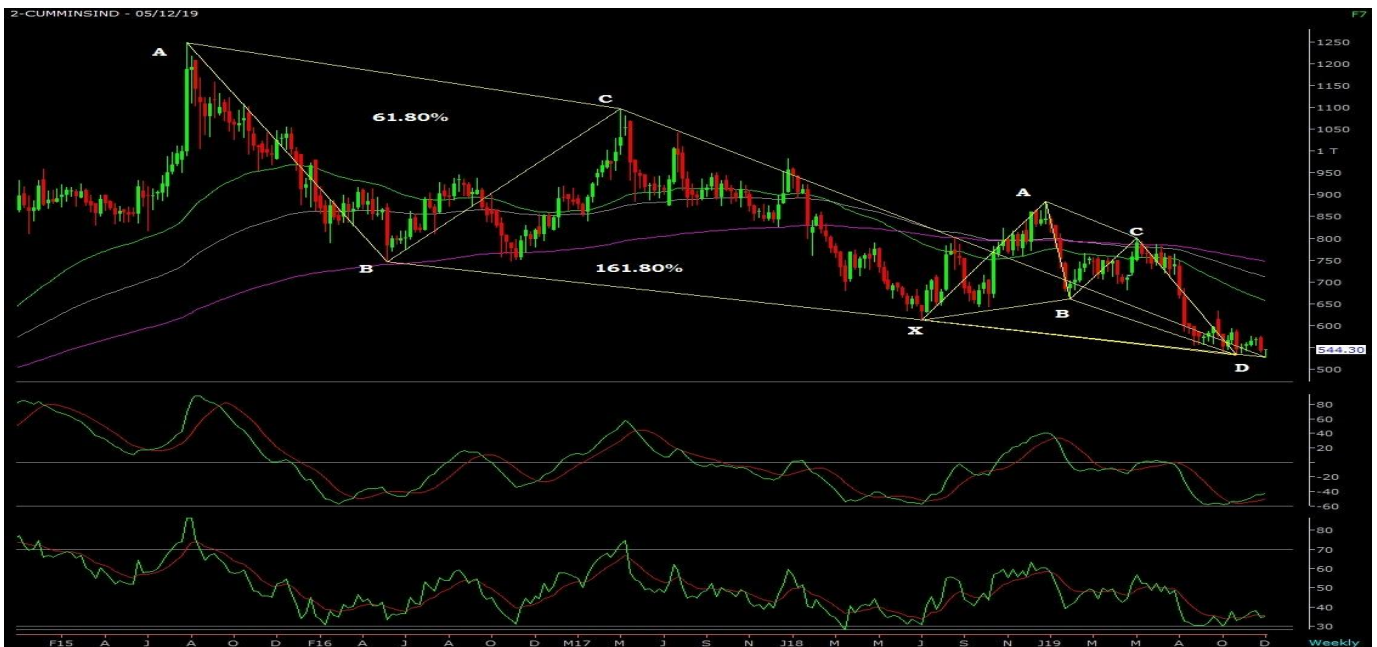 2-CUMMINSIND - 05/12/19
F7
A
C
61.80%
161.80%
B
X
A
C
B
D
1250
1200
1150
1100
1050
1 T
950
900
850
800
750
700
650
600
544.30
500
80
60
40
20
-20
-40
-60
80
70
60
50
40
30
F15 A J A O D F16 A J A O M17 M J A N J18 M M J S N J19 M M A O D
Weekly